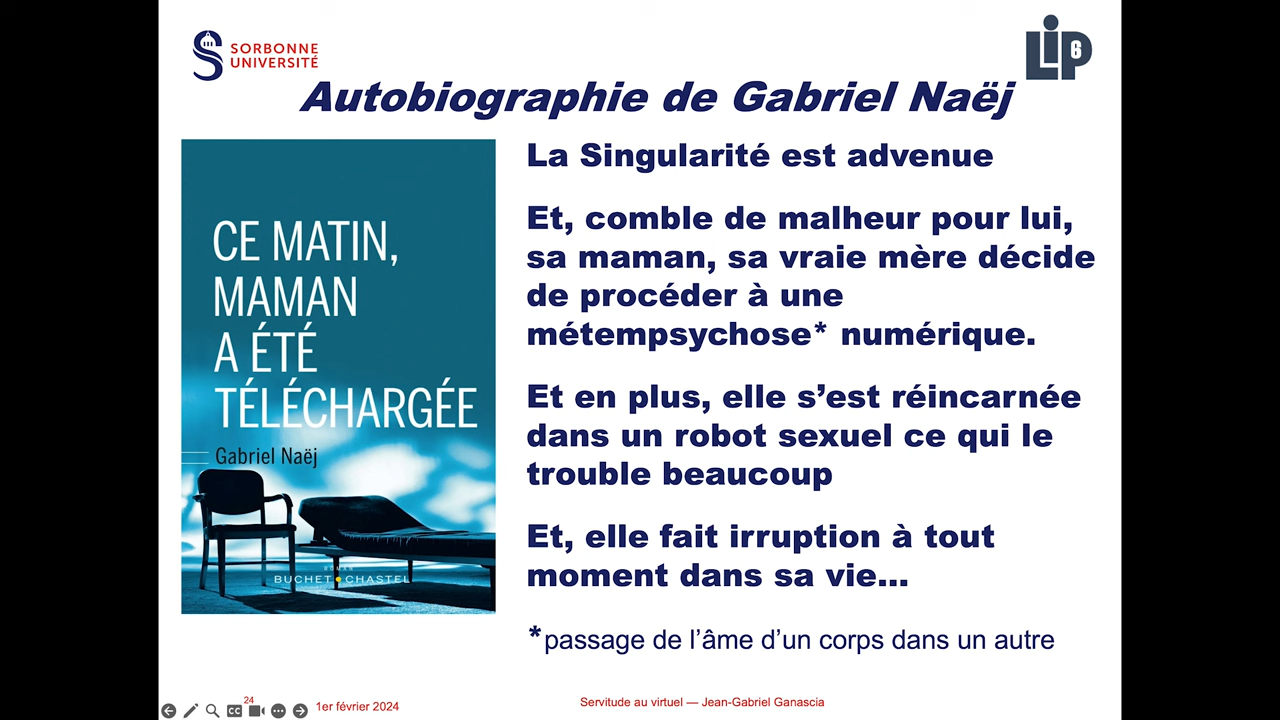 SORBONNE
UNIVERSITÉ
LIP6
Autobiographie de Gabriel Naëj
CE MATIN,
MAMAN
A ÉTÉ
TÉLÉCHARGÉE
Gabriel Naëj
ROMAN
BUCHET•CHASTEL
La Singularité est advenue
Et, comble de malheur pour lui,
sa maman, sa vraie mère décide
de procéder à une
métempsychose* numérique.
Et en plus, elle s’est réincarnée
dans un robot sexuel ce qui le
trouble beaucoup
Et, elle fait irruption à tout
moment dans sa vie...
*passage de l’âme d’un corps dans un autre
24
CC
1er février 2024
Servitude au virtuel — Jean-Gabriel Ganascia